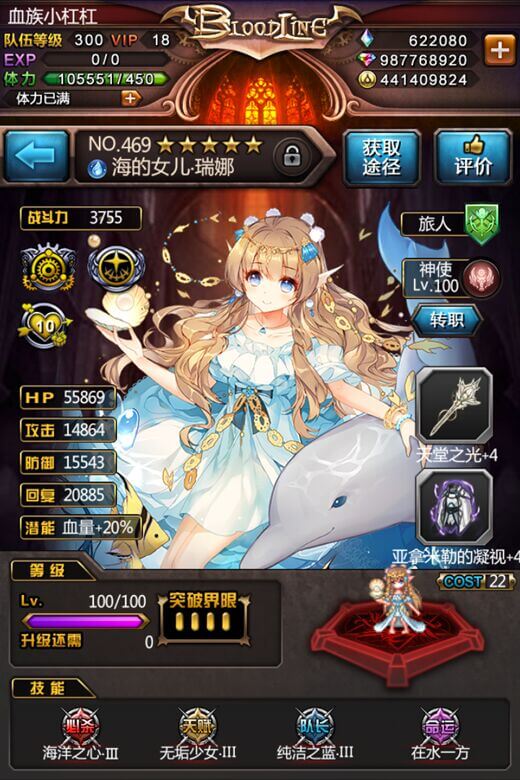 血族小杠杠
BLOODLINE
队伍等级 300 VIP 18
622080
EXP 0/0
987768920
体力 105551/450
441409824
体力已满
NO.469
海的女儿·瑞娜
获取
途径
评价
战斗力 3755
旅人
神使
Lv.100
转职
10
HP 55869
攻击 14864
防御 15543
回复 20885
潜能 血量+20%
天堂之光+4
亚拿米勒的凝视+4
等级
COST 22
Lv. 100/100
突破界限
升级还需 0
技能
必杀
天赋
队长
命运
海洋之心·III
无垢少女·III
纯洁之蓝·III
在水一方